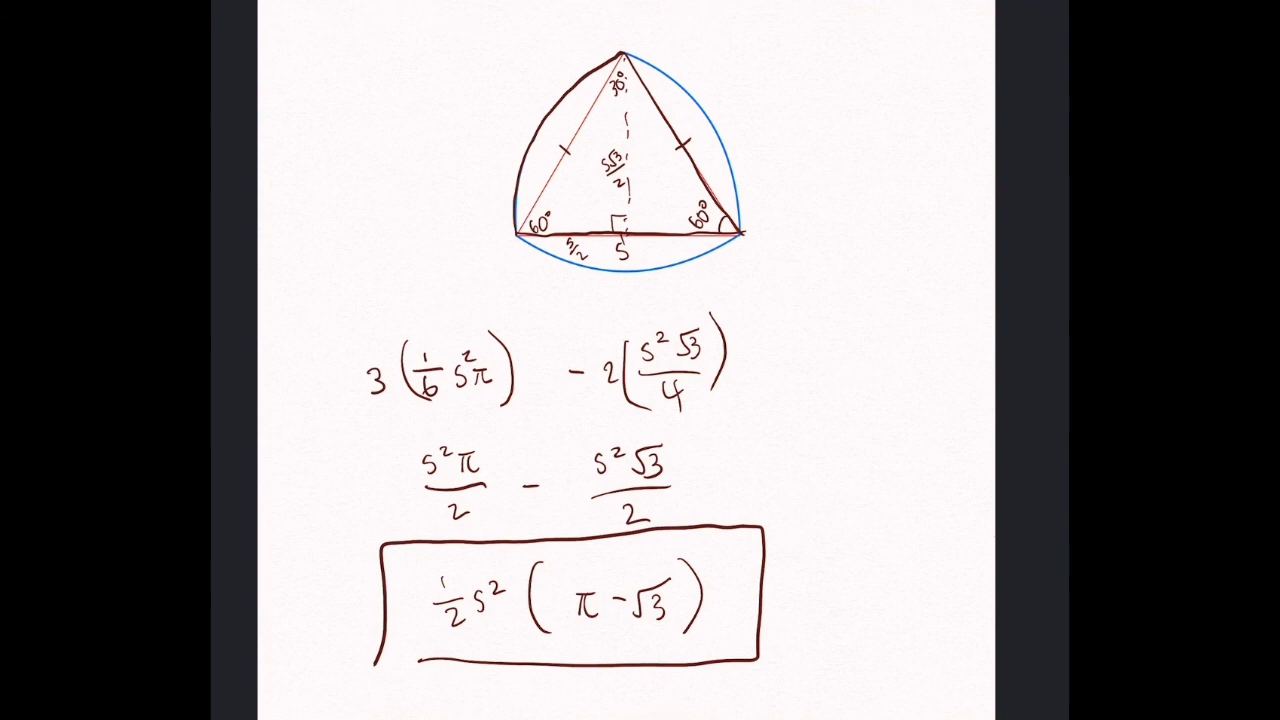 30°
s√3/2
60° 60°
s/2 s
3 (1/6 s²π) - 2(s²√3/4)
s²π/2 - s²√3/2
1/2 s² (π - √3)